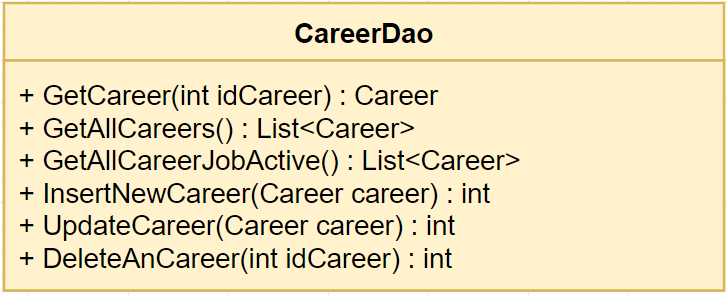 CareerDao
+ GetCareer(int idCareer) : Career
+ GetAllCareers() : List<Career>
+ GetAllCareerJobActive() : List<Career>
+ InsertNewCareer(Career career) : int
+ UpdateCareer(Career career) : int
+ DeleteAnCareer(int idCareer) : int